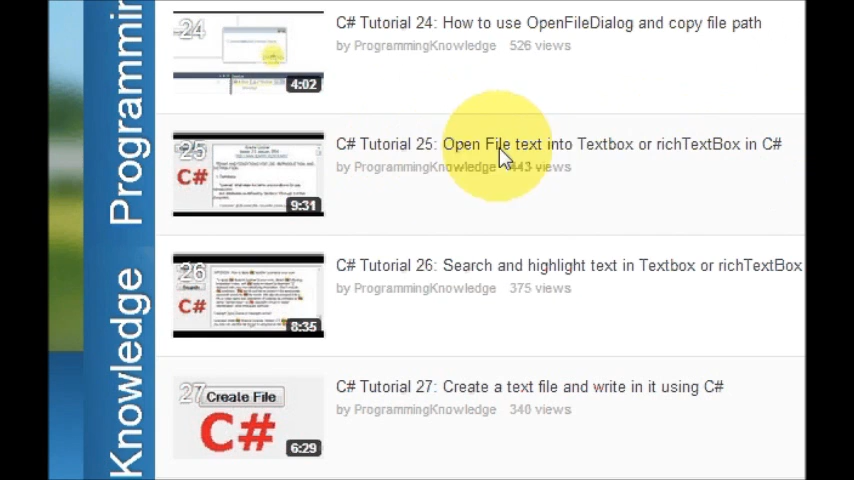 Programming
Knowledge
24
4:02
C# Tutorial 24: How to use OpenFileDialog and copy file path
by ProgrammingKnowledge 526 views
25
C#
9:31
C# Tutorial 25: Open File text into Textbox or richTextBox in C#
by ProgrammingKnowledge 443 views
26
C#
8:35
C# Tutorial 26: Search and highlight text in Textbox or richTextBox
by ProgrammingKnowledge 375 views
27
Create File
C#
6:29
C# Tutorial 27: Create a text file and write in it using C#
by ProgrammingKnowledge 340 views